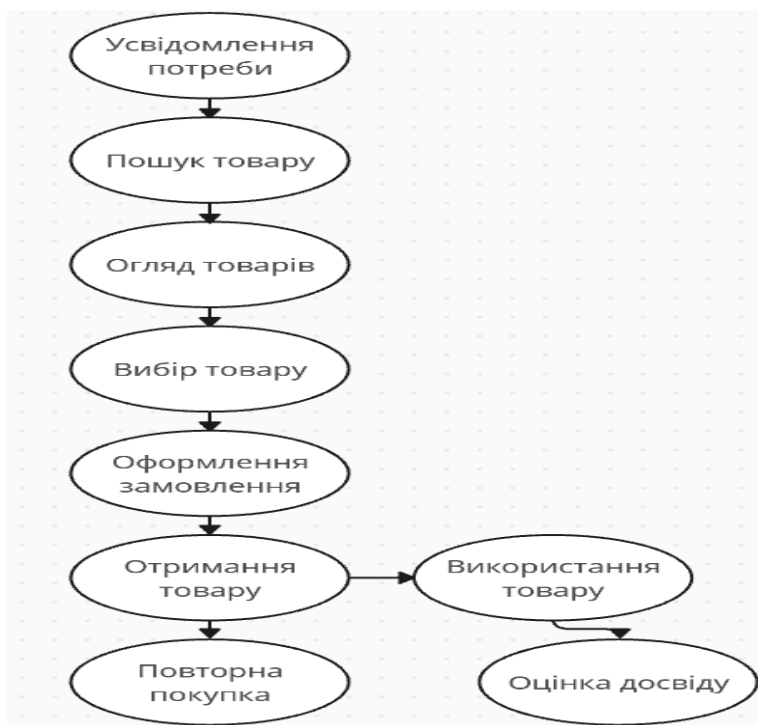 Усвідомлення
потреби
Пошук товару
Огляд товарів
Вибір товару
Оформлення
замовлення
Отримання
товару
Використання
товару
Повторна
покупка
Оцінка досвіду